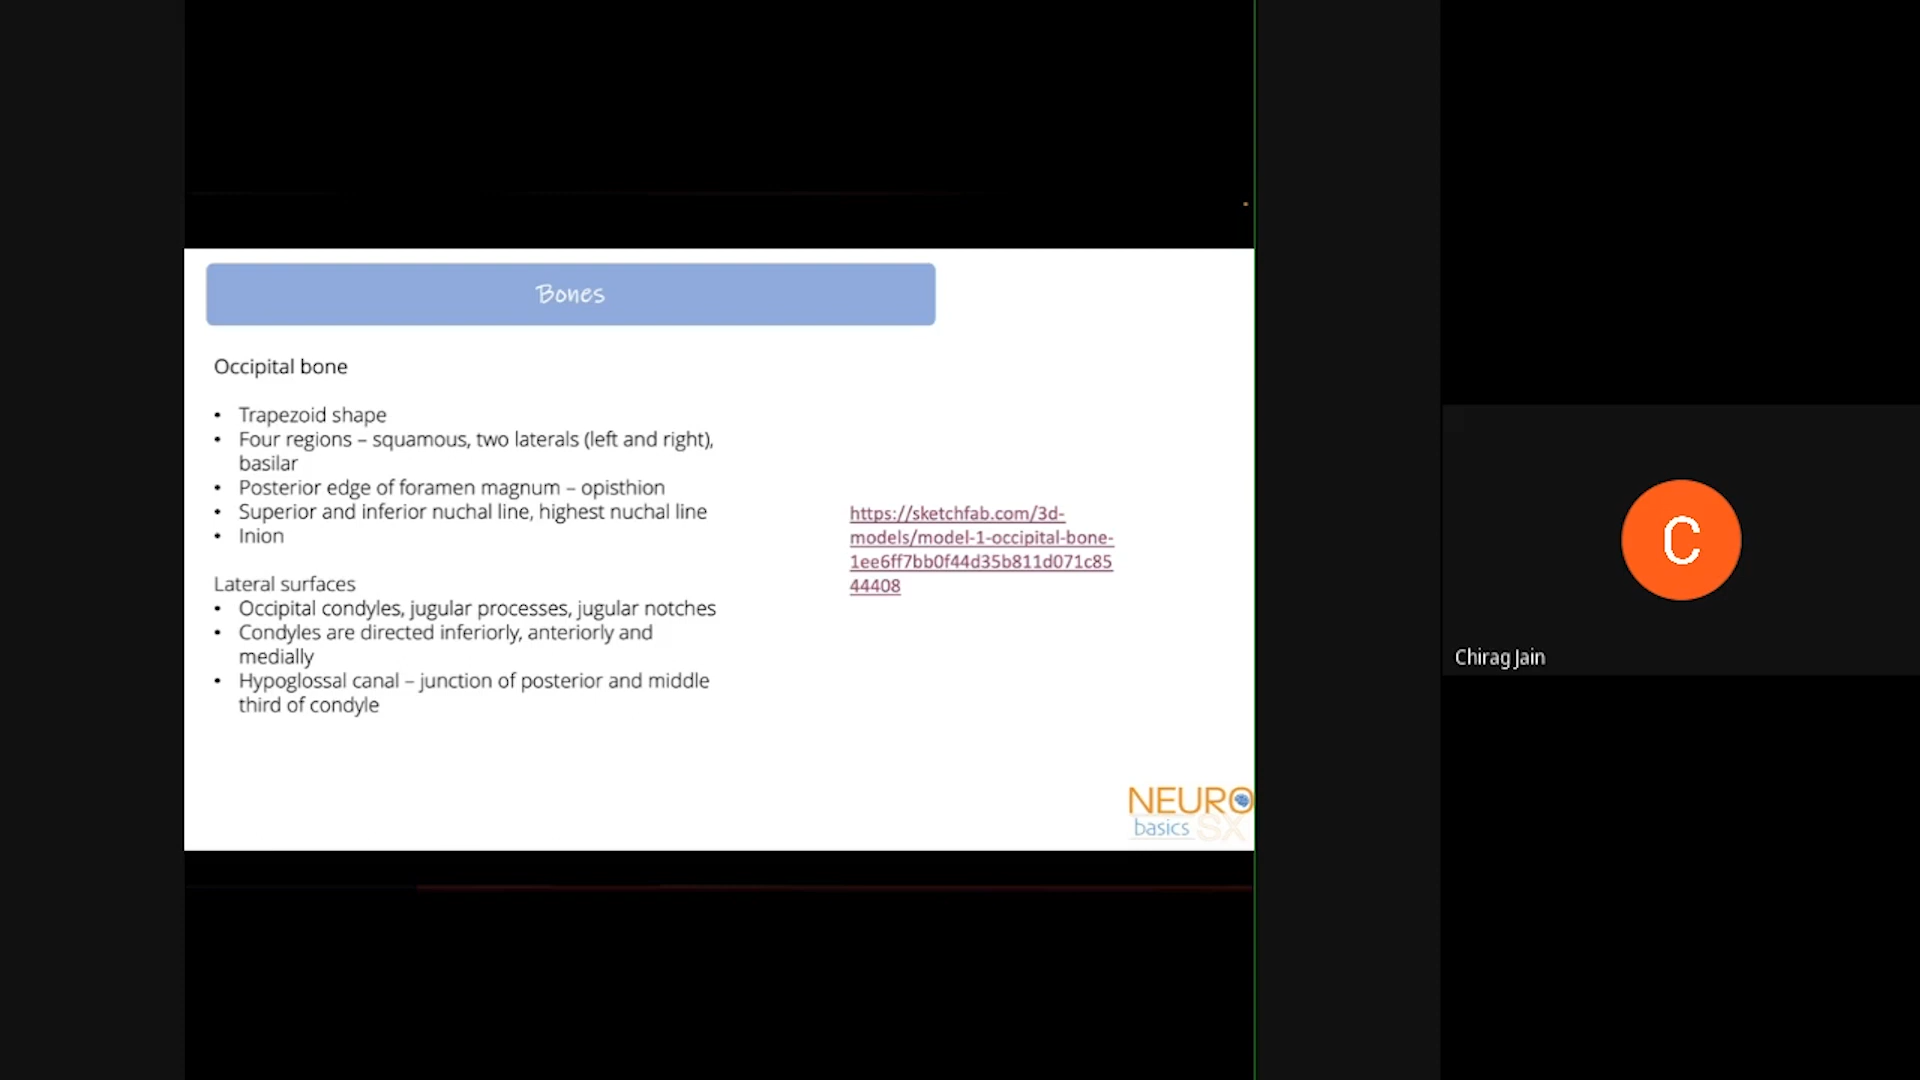 Bones
Occipital bone
• Trapezoid shape
• Four regions – squamous, two laterals (left and right),
basilar
• Posterior edge of foramen magnum – opisthion
• Superior and inferior nuchal line, highest nuchal line
• Inion
Lateral surfaces
• Occipital condyles, jugular processes, jugular notches
• Condyles are directed inferiorly, anteriorly and
medially
• Hypoglossal canal – junction of posterior and middle
third of condyle
https://sketchfab.com/3d-
models/model-1-occipital-bone-
1ee6ff7bb0f44d35b811d071c85
44408
NEURO
basics SX
C
Chirag Jain